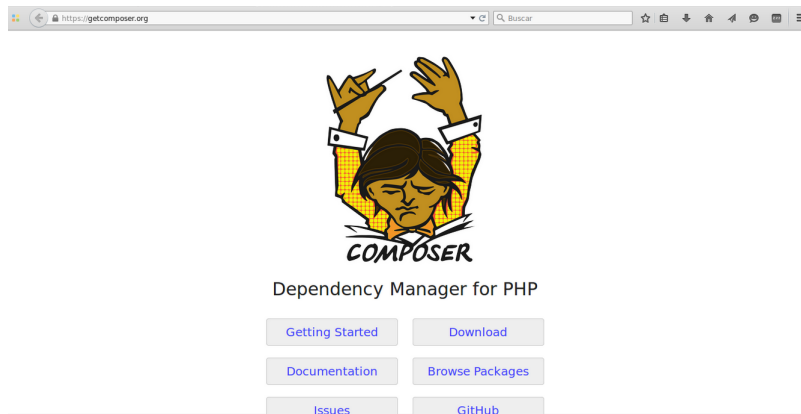 https://getcomposer.org
Buscar
COMPOSER
Dependency Manager for PHP
Getting Started
Download
Documentation
Browse Packages
Issues
GitHub